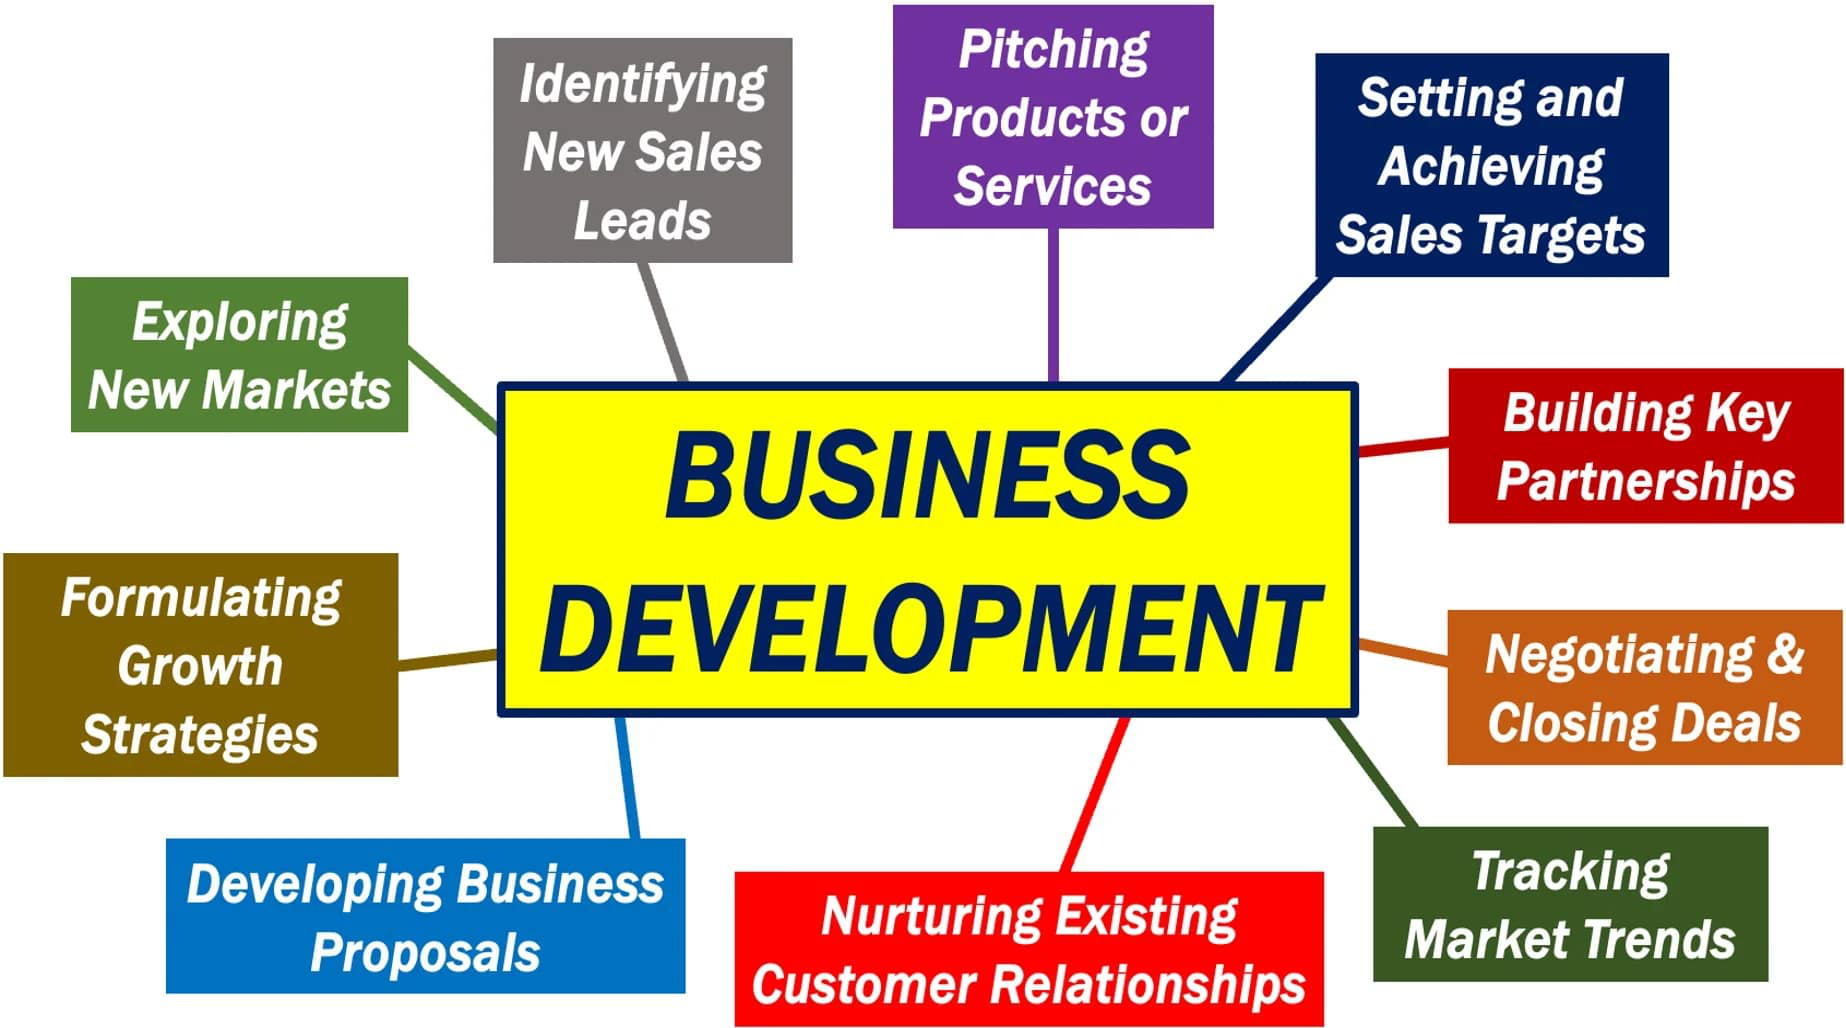 Identifying
New Sales
Leads
Pitching
Products or
Services
Setting and
Achieving
Sales Targets
Exploring
New Markets
BUSINESS
DEVELOPMENT
Building Key
Partnerships
Formulating
Growth
Strategies
Negotiating &
Closing Deals
Developing Business
Proposals
Nurturing Existing
Customer Relationships
Tracking
Market Trends